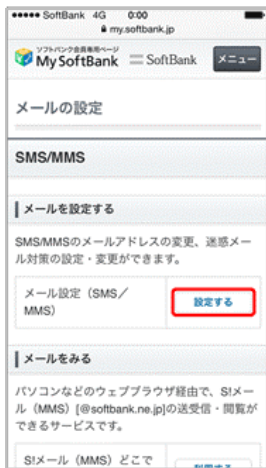 SoftBank 4G 0:00
my.softbank.jp
ソフトバンク会員専用ページ
My SoftBank SoftBank メニュー
メールの設定
SMS/MMS
メールを設定する
SMS/MMSのメールアドレスの変更、迷惑メー
ル対策の設定・変更ができます。
メール設定（SMS／
MMS）
設定する
メールをみる
パソコンなどのウェブブラウザ経由で、S!メー
ル（MMS）[@softbank.ne.jp]の送受信・閲覧が
できるサービスです。
S!メール（MMS）どこで